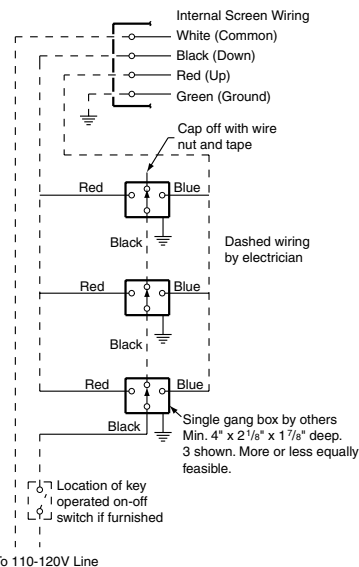 Internal Screen Wiring
White (Common)
Black (Down)
Red (Up)
Green (Ground)
Cap off with wire
nut and tape
Red
Blue
Black
Dashed wiring
by electrician
Red
Blue
Black
Red
Blue
Black
Single gang box by others
Min. 4" x 2 1/8" x 1 7/8" deep.
3 shown. More or less equally
feasible.
Location of key
operated on-off
switch if furnished
To 110-120V Line